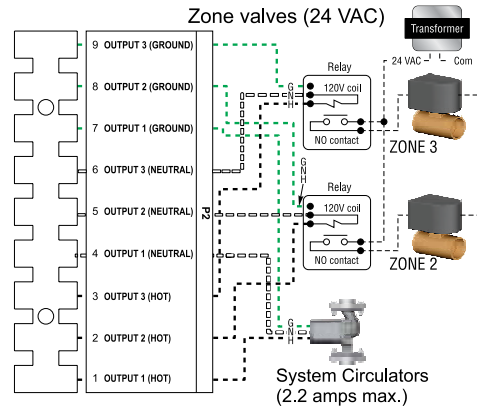 Zone valves (24 VAC)
Transformer
24 VAC
Com
9 OUTPUT 3 (GROUND)
8 OUTPUT 2 (GROUND)
7 OUTPUT 1 (GROUND)
6 OUTPUT 3 (NEUTRAL)
5 OUTPUT 2 (NEUTRAL)
4 OUTPUT 1 (NEUTRAL)
3 OUTPUT 3 (HOT)
2 OUTPUT 2 (HOT)
1 OUTPUT 1 (HOT)
P2
Relay
G
N
H
120V coil
NO contact
ZONE 3
G
N
H
Relay
120V coil
NO contact
ZONE 2
G
N
H
System Circulators
(2.2 amps max.)